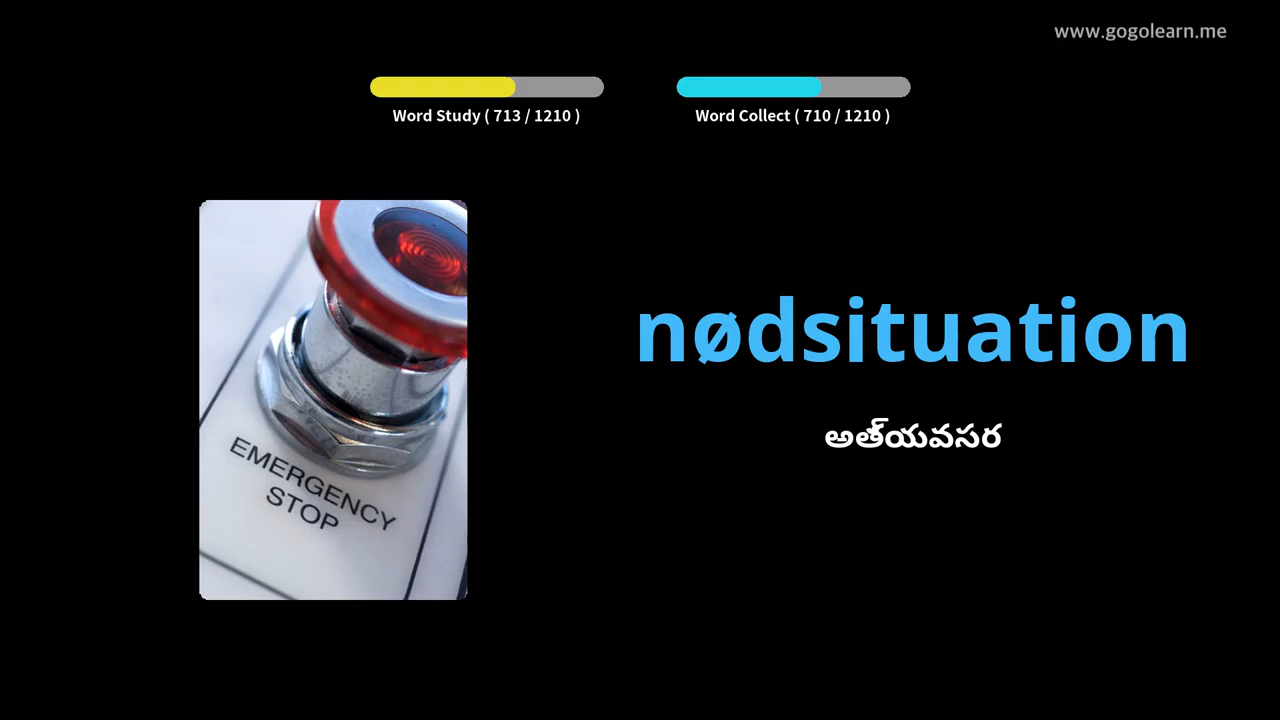 www.gogolearn.me
Word Study ( 713 / 1210 )
Word Collect ( 710 / 1210 )
nødsituation
అత్యవసర
EMERGENCY
STOP